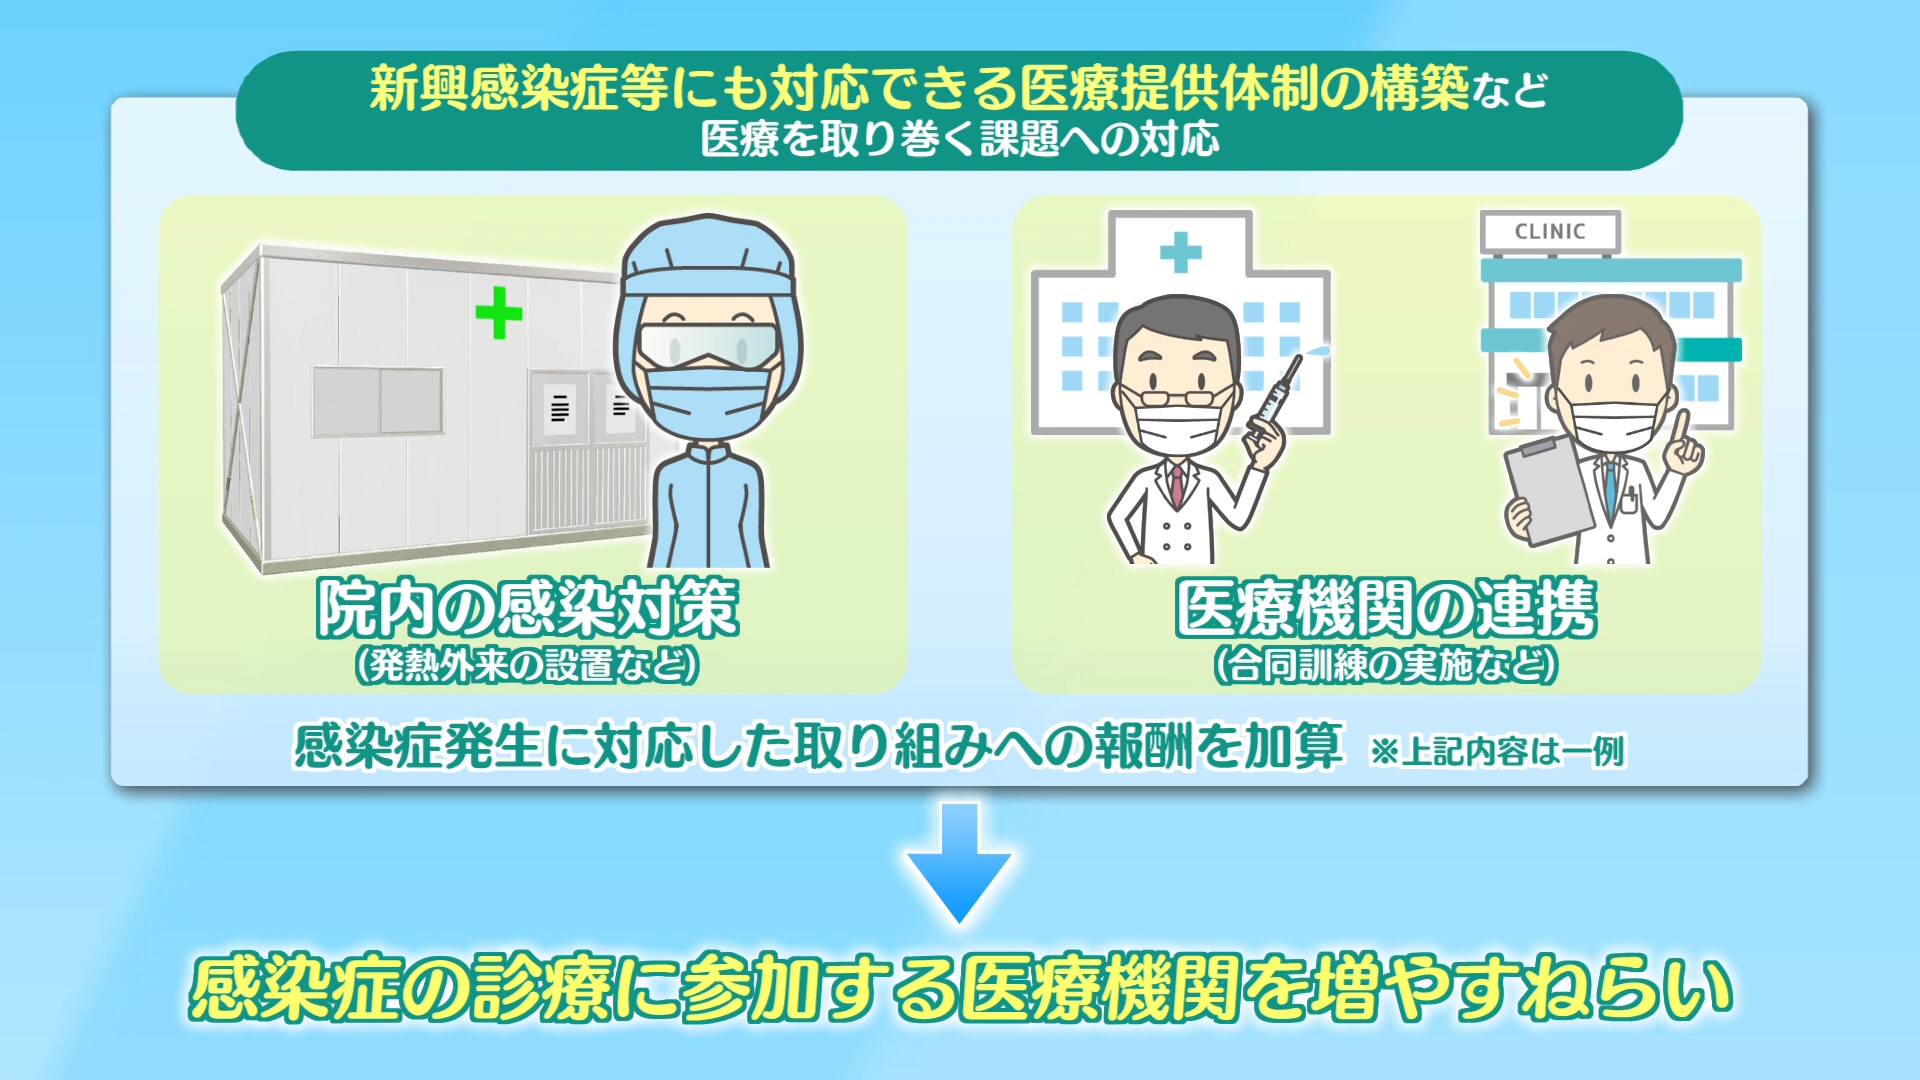 新興感染症等にも対応できる医療提供体制の構築など
医療を取り巻く課題への対応
CLINIC
院内の感染対策
(発熱外来の設置など)
医療機関の連携
(合同訓練の実施など)
感染症発生に対応した取り組みへの報酬を加算 ※上記内容は一例
感染症の診療に参加する医療機関を増やすねらい